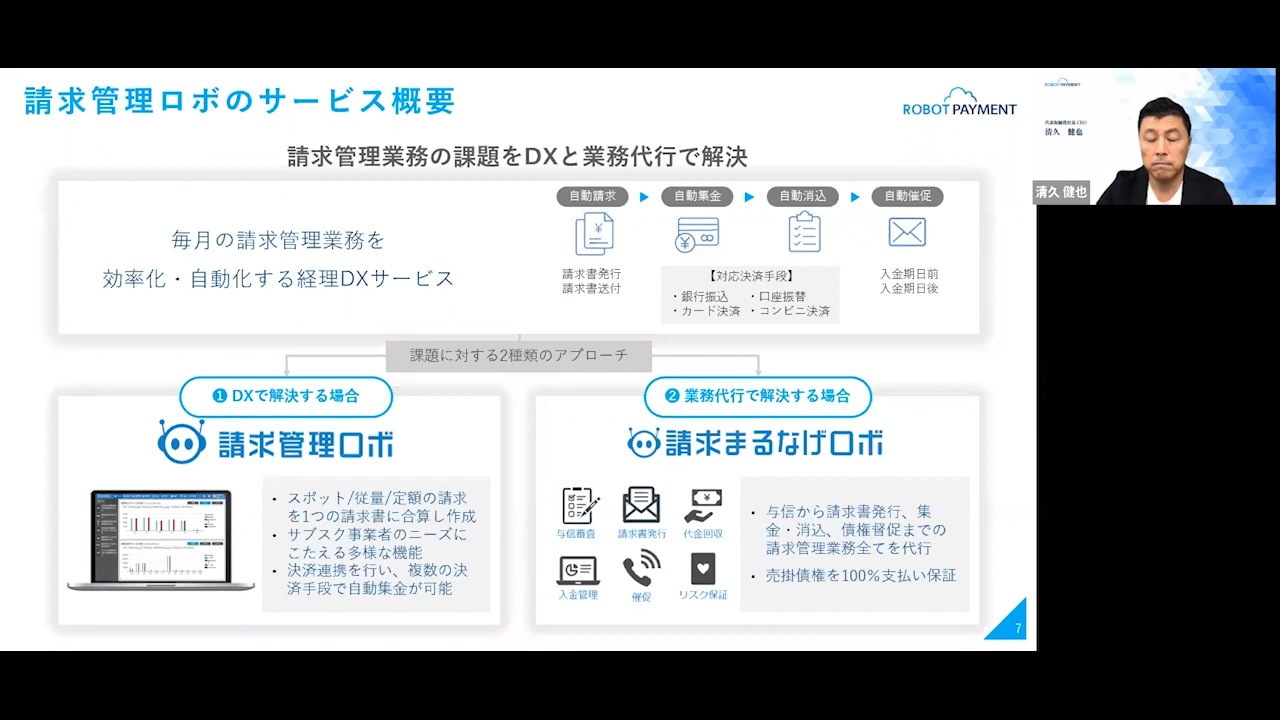 請求管理ロボのサービス概要
ROBOT PAYMENT
請求管理業務の課題をDXと業務代行で解決
毎月の請求管理業務を
効率化・自動化する経理DXサービス
自動請求
自動集金
自動消込
自動催促
請求書発行
請求書送付
【対応決済手段】
・銀行振込 ・口座振替
・カード決済 ・コンビニ決済
入金期日前
入金期日後
課題に対する2種類のアプローチ
❶ DXで解決する場合
請求管理ロボ
• スポット/従量/定額の請求
を1つの請求書に合算し作成
• サブスク事業者のニーズに
こたえる多様な機能
• 決済連携を行い、複数の決
済手段で自動集金が可能
❷ 業務代行で解決する場合
請求まるなげロボ
与信審査
請求書発行
代金回収
入金管理
催促
リスク保証
• 与信から請求書発行、集
金・消込、債権督促までの
請求管理業務全てを代行
• 売掛債権を100%支払い保証
7
ROBOT PAYMENT
代表取締役社長 CEO
清久 健也
清久 健也